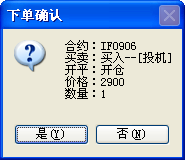 下单确认
合约：IF0906
买卖：买入--[投机]
开平：开仓
价格：2900
数量：1
是(Y)
否(N)